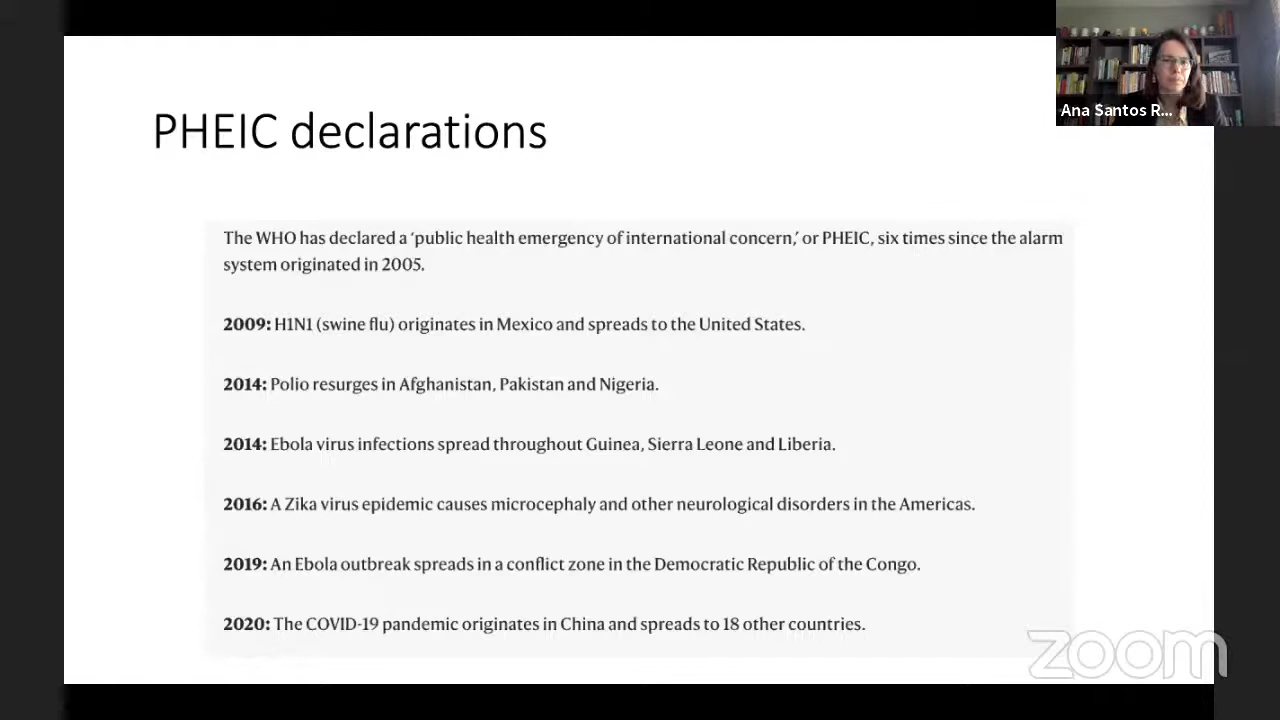 Ana Santos R...
PHEIC declarations
The WHO has declared a ‘public health emergency of international concern,’ or PHEIC, six times since the alarm
system originated in 2005.
2009: H1N1 (swine flu) originates in Mexico and spreads to the United States.
2014: Polio resurges in Afghanistan, Pakistan and Nigeria.
2014: Ebola virus infections spread throughout Guinea, Sierra Leone and Liberia.
2016: A Zika virus epidemic causes microcephaly and other neurological disorders in the Americas.
2019: An Ebola outbreak spreads in a conflict zone in the Democratic Republic of the Congo.
2020: The COVID-19 pandemic originates in China and spreads to 18 other countries.
zoom